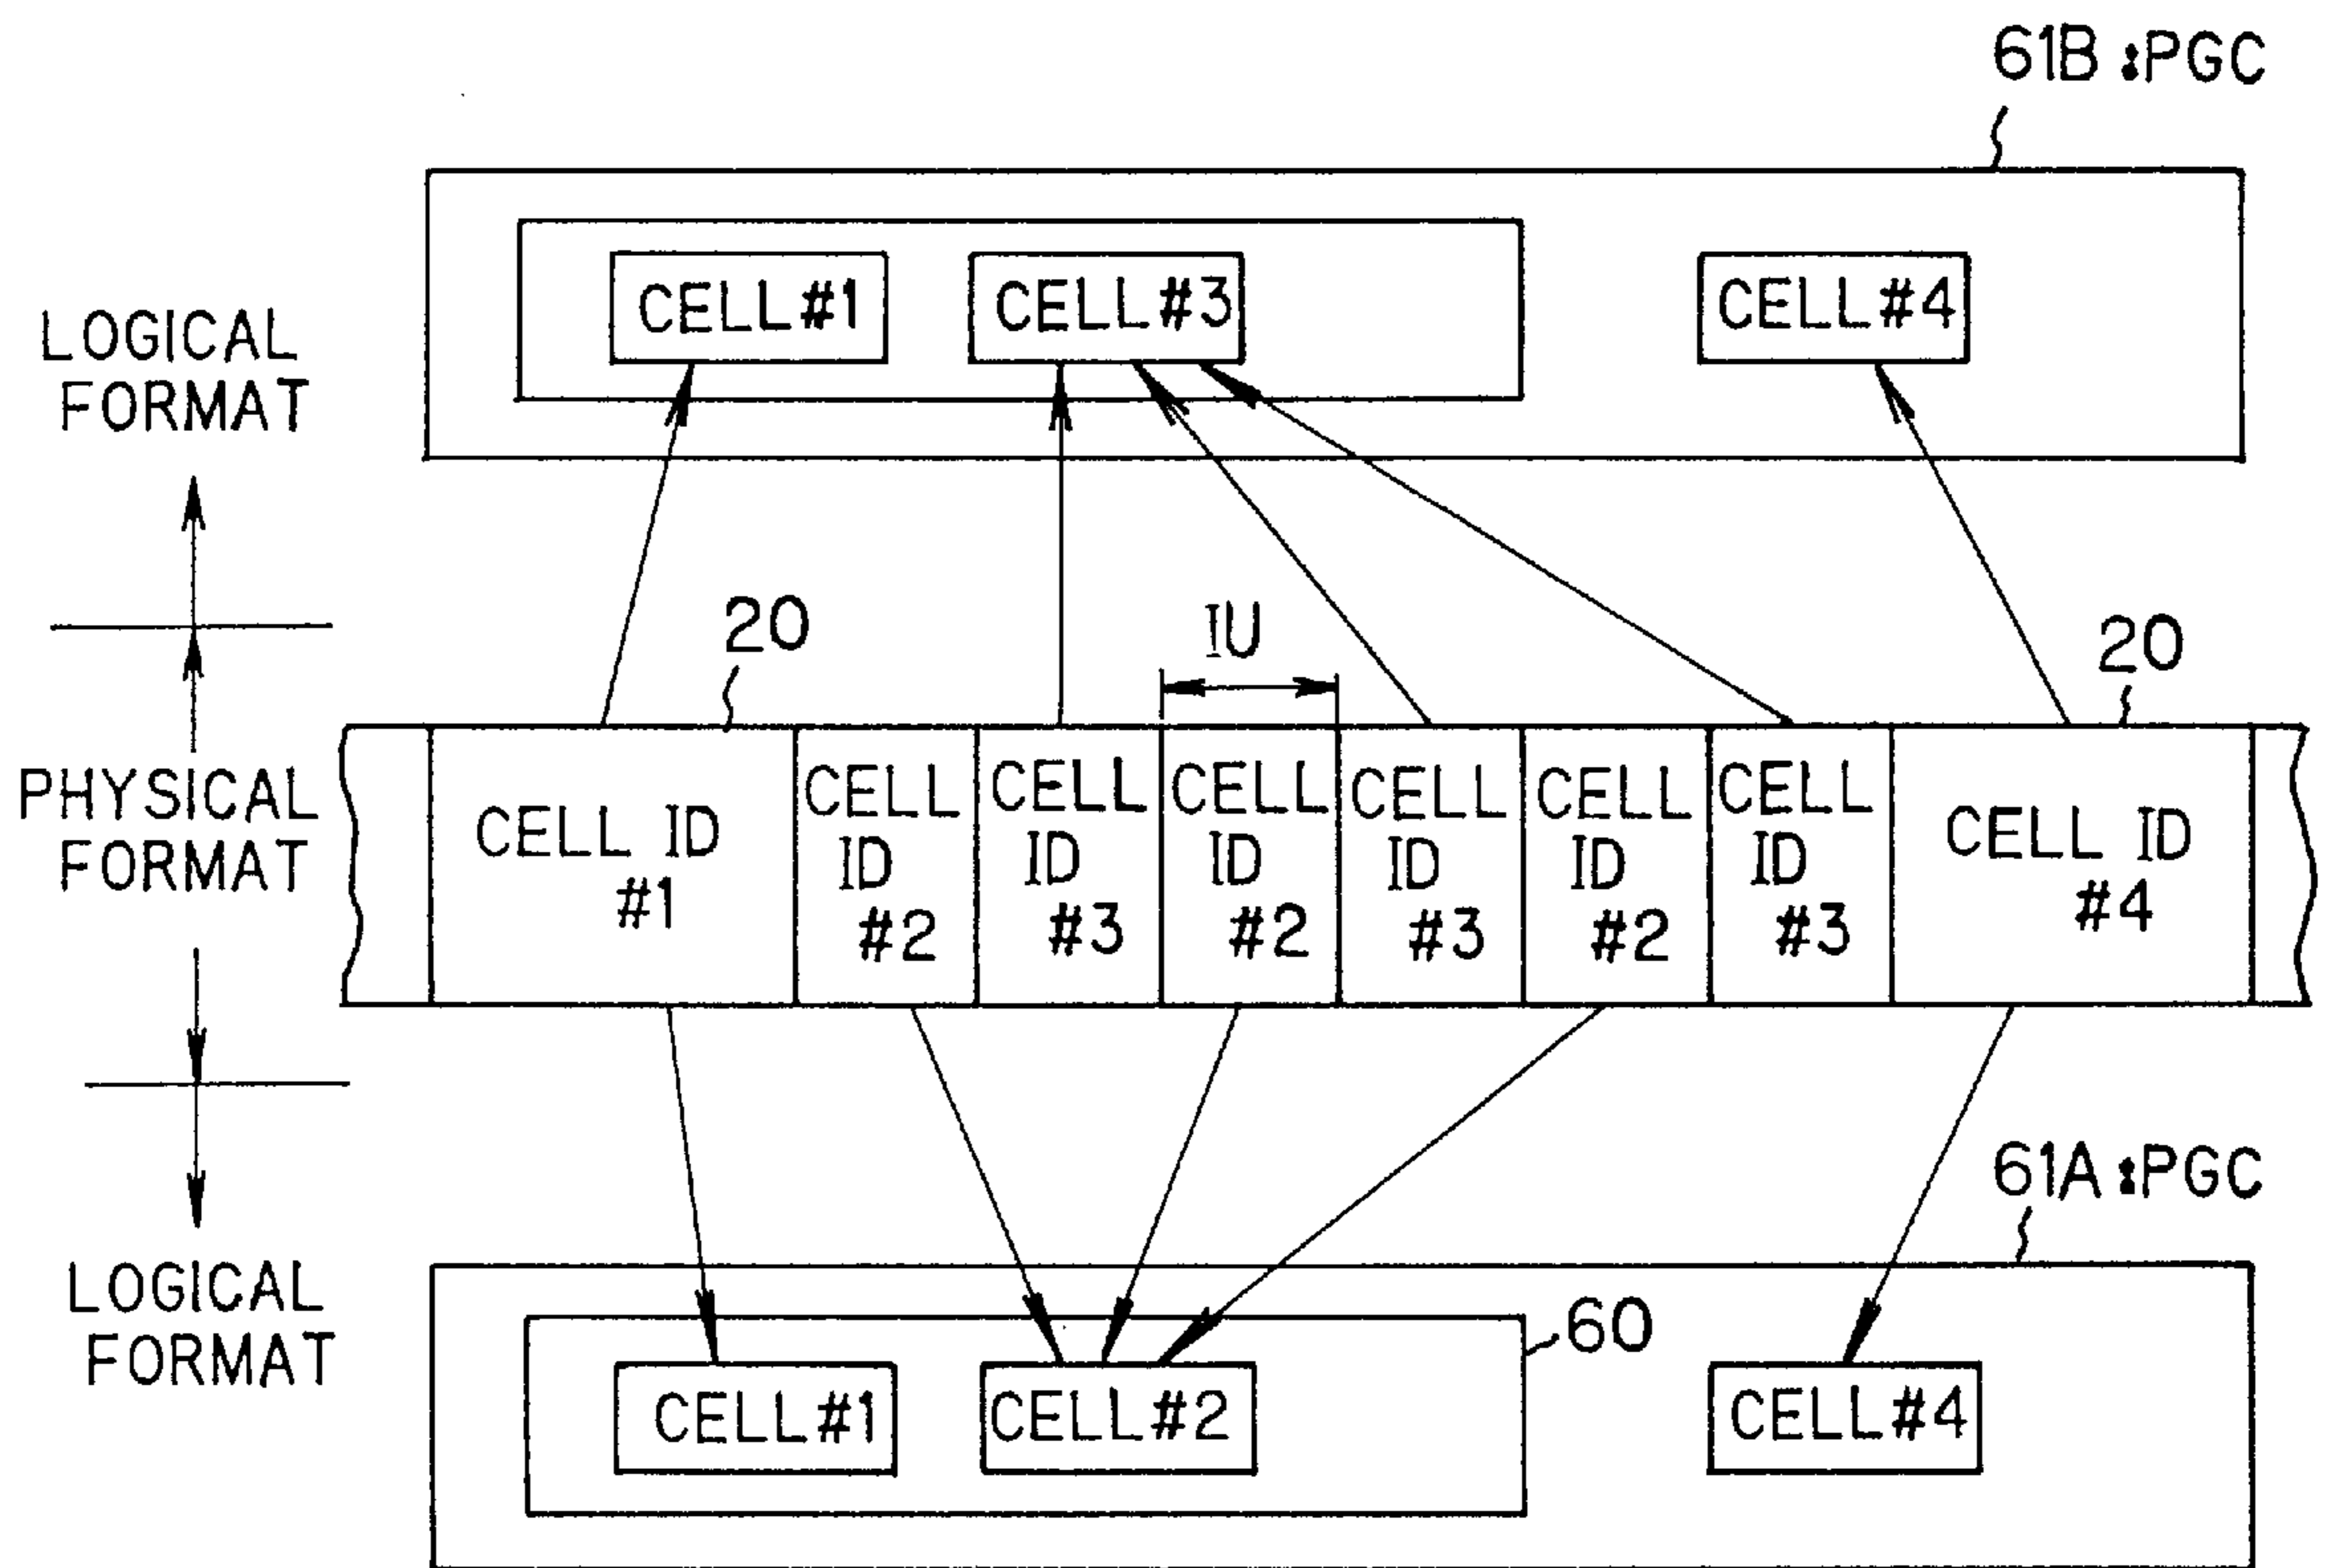 61B :PGC
CELL#1
CELL#3
CELL#4
LOGICAL
FORMAT
20
IU
20
PHYSICAL
FORMAT
CELL ID
#1
CELL
ID
#2
CELL
ID
#3
CELL
ID
#2
CELL
ID
#3
CELL
ID
#2
CELL
ID
#3
CELL ID
#4
61A :PGC
LOGICAL
FORMAT
60
CELL#1
CELL#2
CELL#4